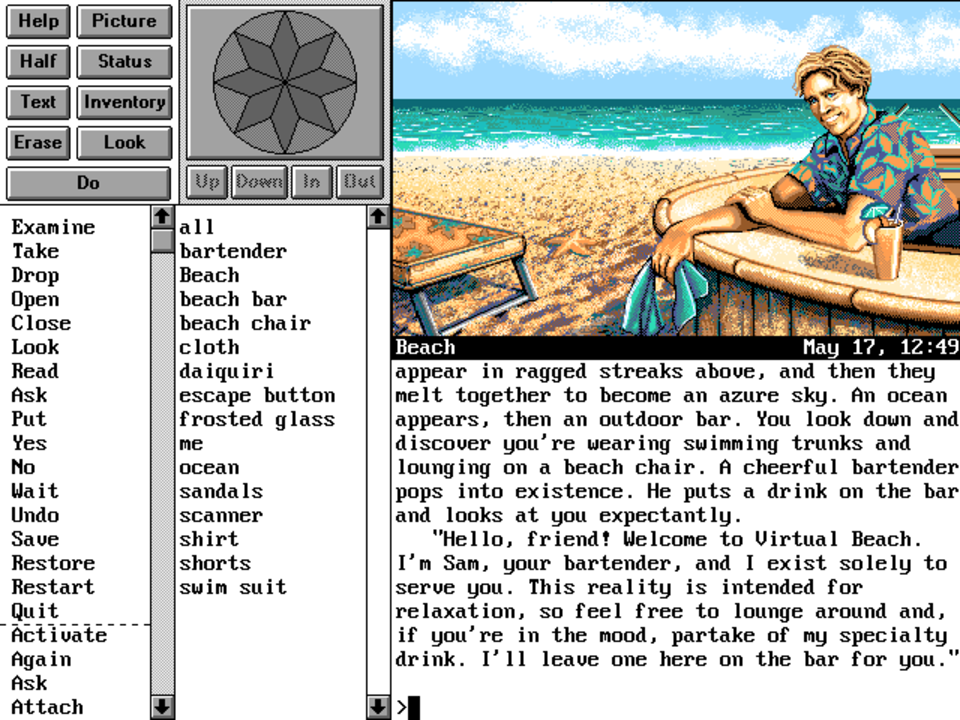 Help Picture
Half Status
Text Inventory
Erase Look
Do
Up Down In Out
Examine
Take
Drop
Open
Close
Look
Read
Ask
Put
Yes
No
Wait
Undo
Save
Restore
Restart
Quit
Activate
Again
Ask
Attach
all
bartender
Beach
beach bar
beach chair
cloth
daiquiri
escape button
frosted glass
me
ocean
sandals
scanner
shirt
shorts
swim suit
Beach May 17, 12:49
appear in ragged streaks above, and then they
melt together to become an azure sky. An ocean
appears, then an outdoor bar. You look down and
discover you're wearing swimming trunks and
lounging on a beach chair. A cheerful bartender
pops into existence. He puts a drink on the bar
and looks at you expectantly.
"Hello, friend! Welcome to Virtual Beach.
I'm Sam, your bartender, and I exist solely to
serve you. This reality is intended for
relaxation, so feel free to lounge around and,
if you're in the mood, partake of my specialty
drink. I'll leave one here on the bar for you."
>